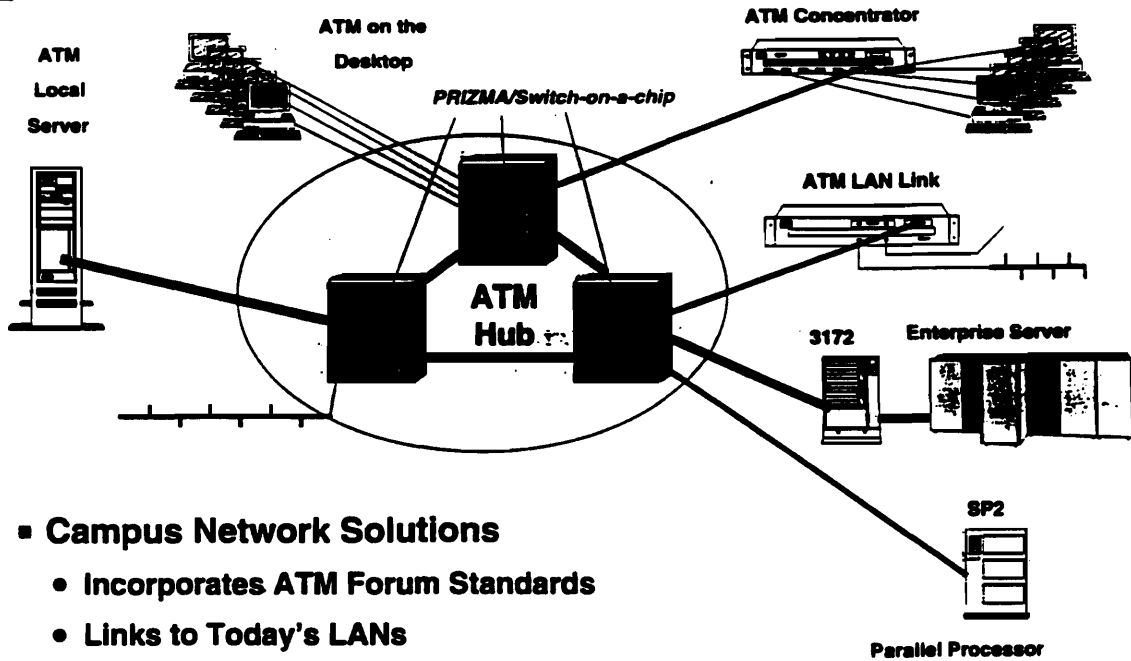 ATM
Local
Server
ATM on the
Desktop
ATM Concentrator
PRIZMA/Switch-on-a-chip
ATM LAN Link
ATM
Hub
3172
Enterprise Server
SP2
Parallel Processor
▪ Campus Network Solutions
• Incorporates ATM Forum Standards
• Links to Today's LANs